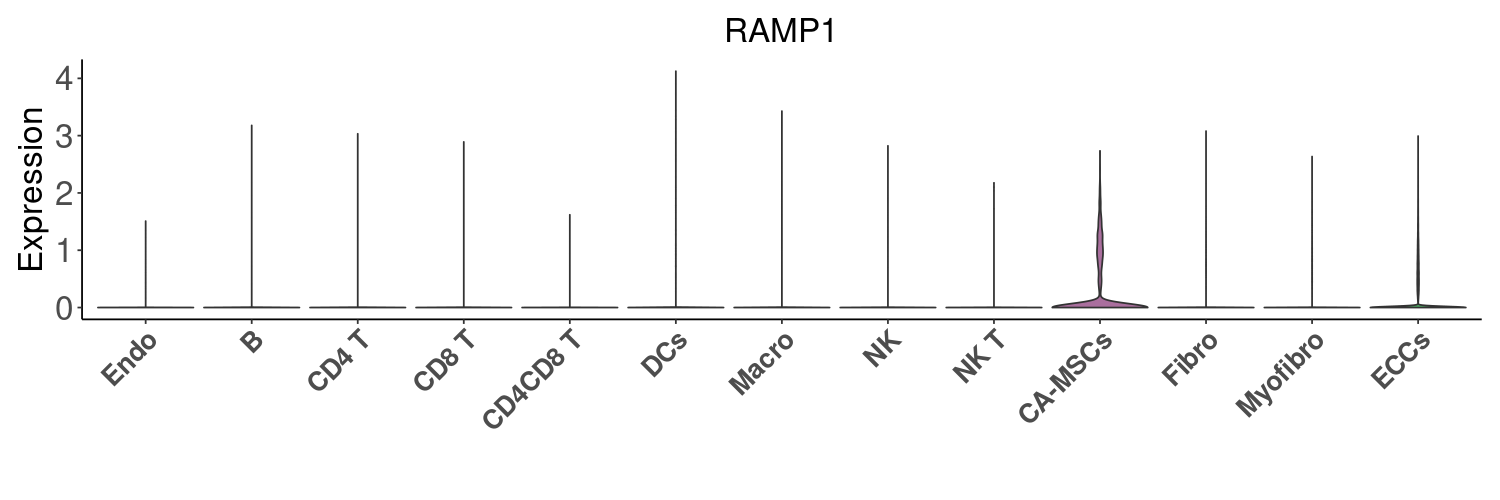 RAMP1
Expression
4
3
2
1
0
Endo
B
CD4 T
CD8 T
CD4CD8 T
DCs
Macro
NK
NK T
CA-MSCs
Fibro
Myofibro
ECCs